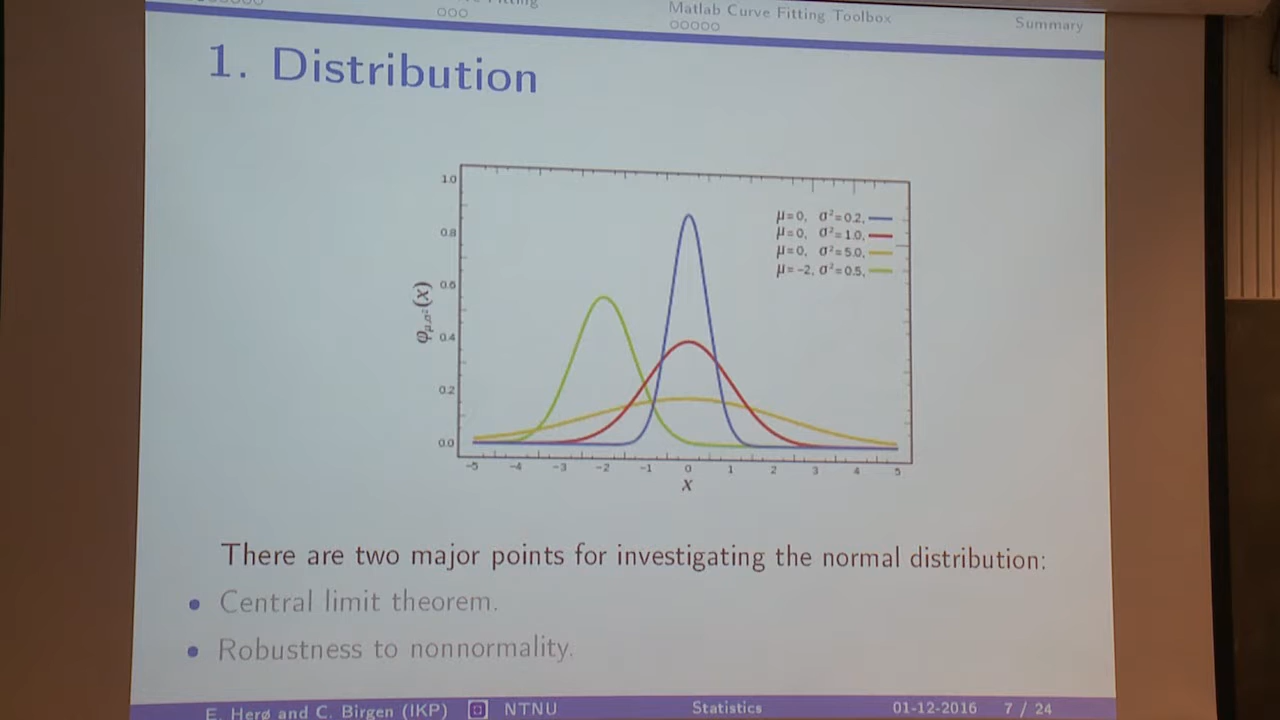 Matlab Curve Fitting Toolbox
Summary
1. Distribution
1.0
0.8
0.6
0.4
0.2
0.0
φμ,σ²(x)
μ=0, σ²=0.2,
μ=0, σ²=1.0,
μ=0, σ²=5.0,
μ=-2, σ²=0.5,
-5 -4 -3 -2 -1 0 1 2 3 4 5
x
There are two major points for investigating the normal distribution:
• Central limit theorem.
• Robustness to nonnormality.
E. Herø and C. Birgen (IKP) NTNU Statistics 01-12-2016 7 / 24